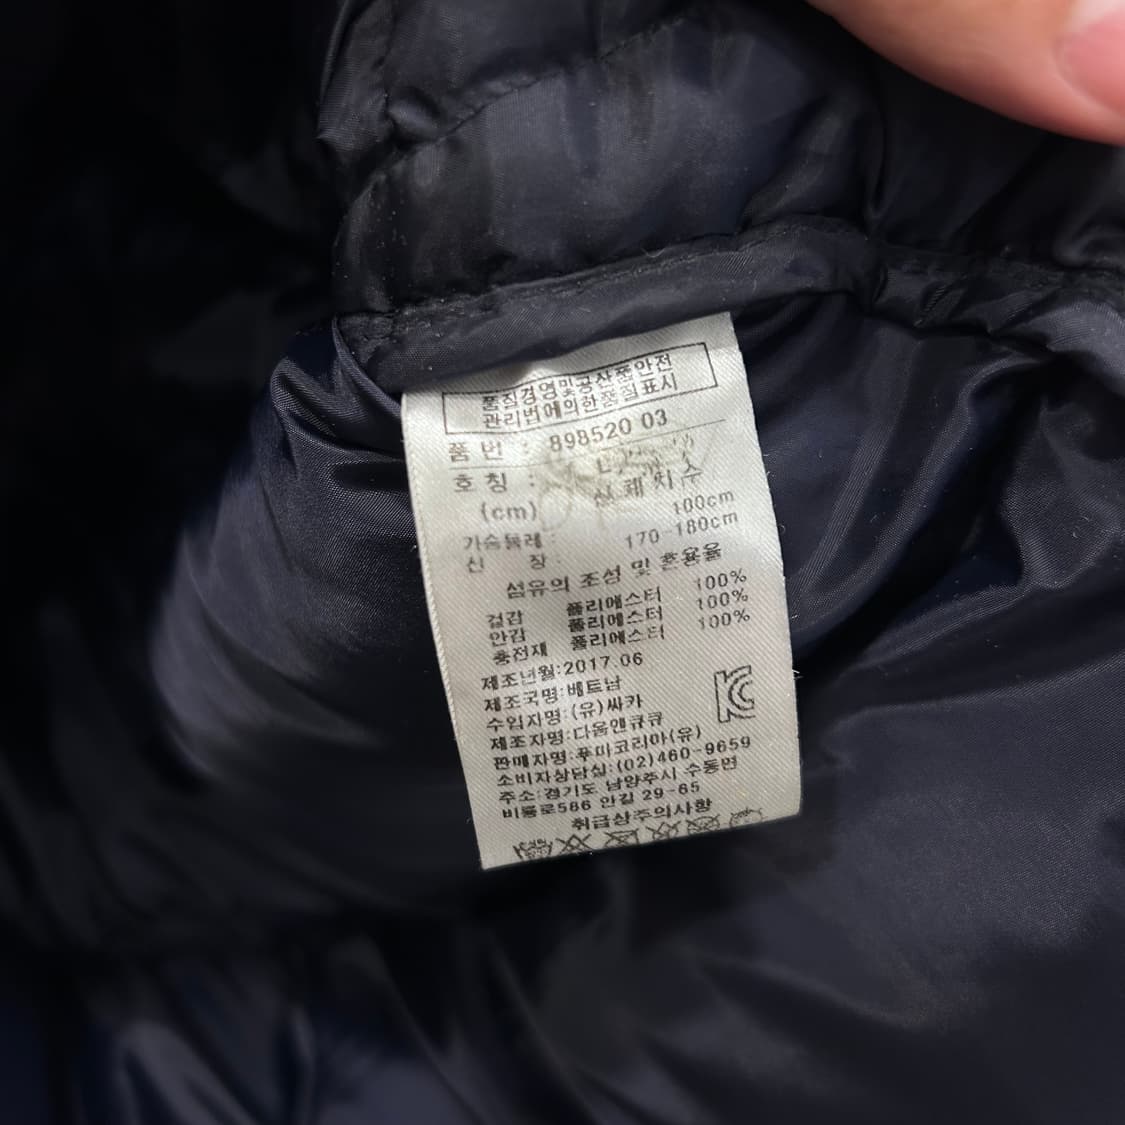 품질경영및공산품안전
관리법에의한품질표시
품 번 : 898520 03
호 칭 :
(cm) 신체치수
가슴둘레 : 100cm
신 장 : 170-180cm
섬유의 조성 및 혼용율
겉감 폴리에스터 100%
안감 폴리에스터 100%
충전재 폴리에스터 100%
제조년월:2017.06
제조국명:베트남
수입자명:(유)싸카
제조자명:다움앤큐큐
판매자명:푸마코리아(유)
소비자상담실:(02)460-9659
주소:경기도 남양주시 수동면
비룡로586 안길 29-65
취급상주의사항